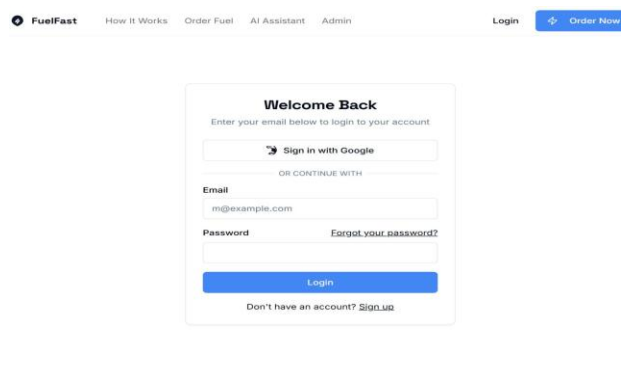 FuelFast How It Works Order Fuel AI Assistant Admin Login Order Now
Welcome Back
Enter your email below to login to your account
Sign in with Google
OR CONTINUE WITH
Email
m@example.com
Password Forgot your password?
Login
Don't have an account? Sign up